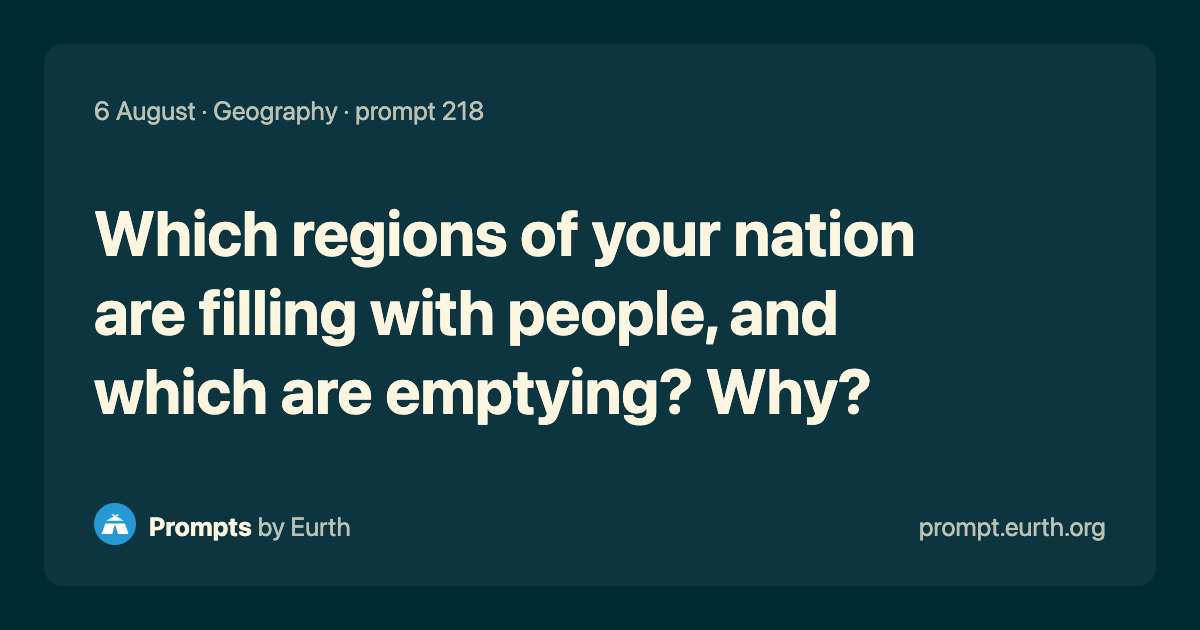 6 August · Geography · prompt 218
Which regions of your nation
are filling with people, and
which are emptying? Why?
Prompts by Eurth
prompt.eurth.org